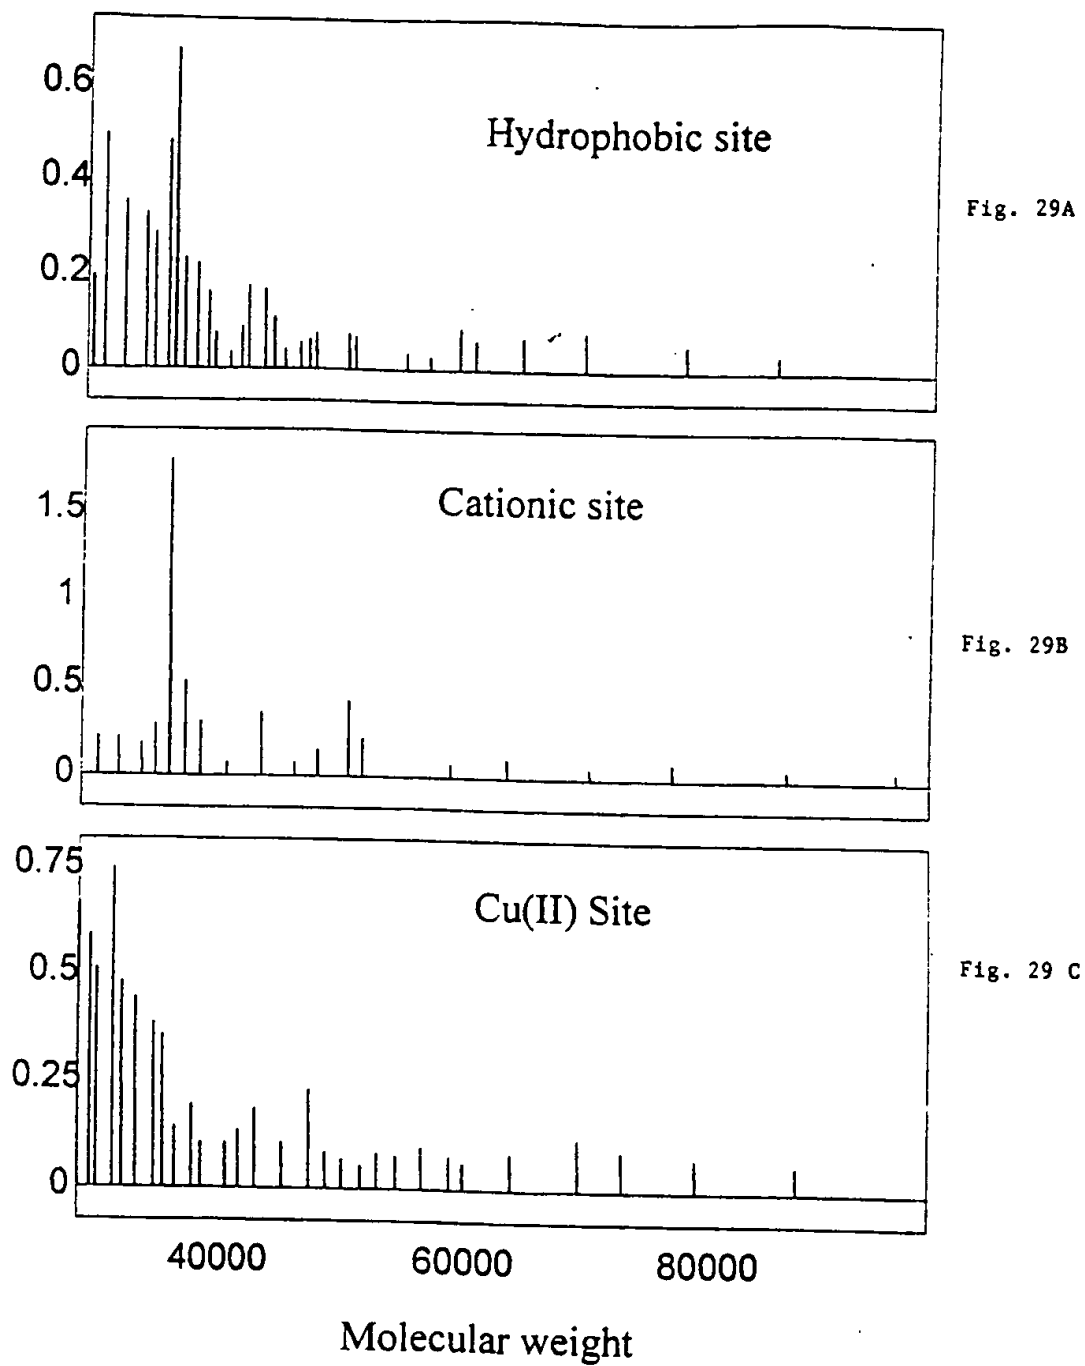 0.6
Hydrophobic site
0.4
Fig. 29A
0.2
0
1.5
Cationic site
1
Fig. 29B
0.5
0
0.75
Cu(II) Site
0.5
Fig. 29 C
0.25
0
40000 60000 80000
Molecular weight